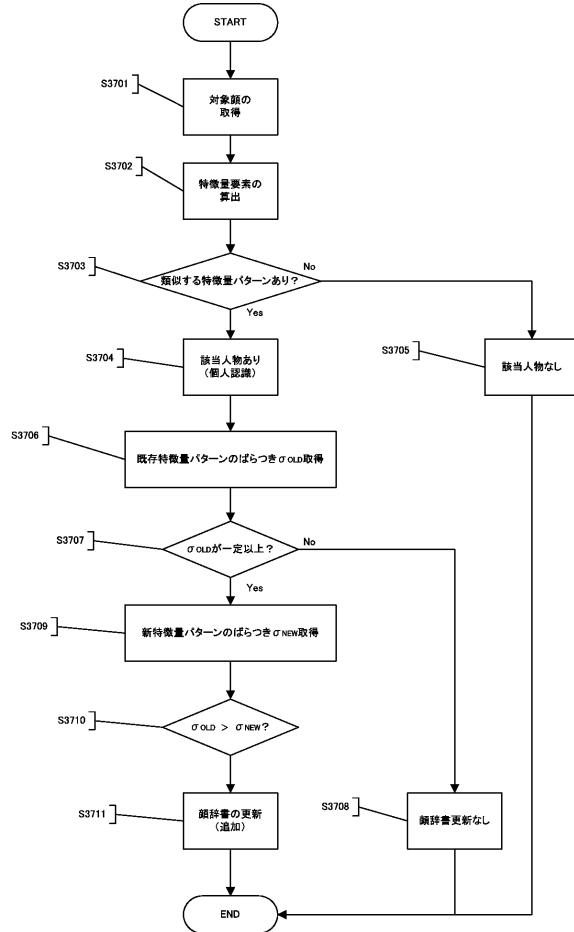 START
S3701
対象顔の
取得
S3702
特徴量要素の
算出
S3703
類似する特徴量パターンあり？
No
Yes
S3704
該当人物あり
（個人認識）
S3705
該当人物なし
S3706
既存特徴量パターンのばらつきσOLD取得
S3707
σOLDが一定以上？
No
Yes
S3709
新特徴量パターンのばらつきσNEW取得
S3710
σOLD > σNEW？
S3711
顔辞書の更新
（追加）
S3708
顔辞書更新なし
END